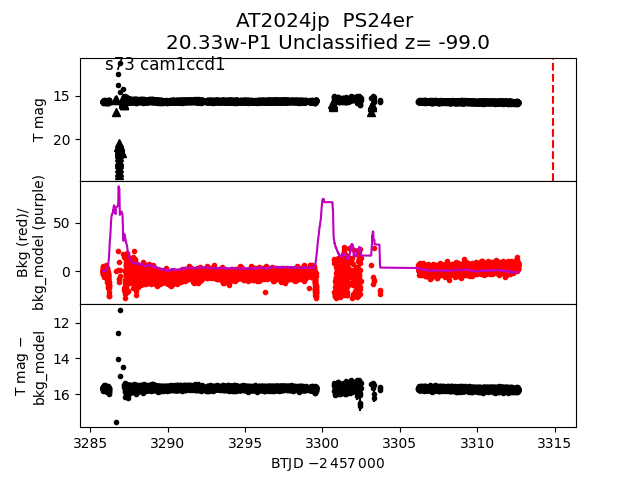 AT2024jp  PS24er
20.33w-P1 Unclassified z= -99.0
s73 cam1ccd1
T mag
15
20
Bkg (red)/
bkg_model (purple)
50
0
T mag −
bkg_model
12
14
16
3285
3290
3295
3300
3305
3310
3315
BTJD −2 457 000